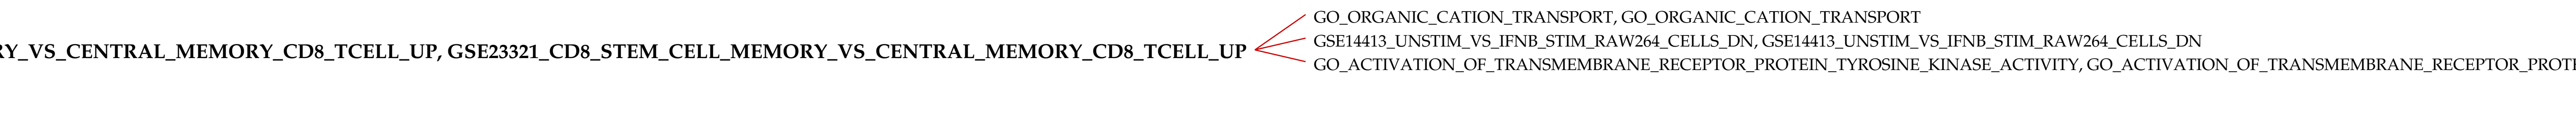 GO_ORGANIC_CATION_TRANSPORT, GO_ORGANIC_CATION_TRANSPORT
GSE14413_UNSTIM_VS_IFNB_STIM_RAW264_CELLS_DN, GSE14413_UNSTIM_VS_IFNB_STIM_RAW264_CELLS_DN
RY_VS_CENTRAL_MEMORY_CD8_TCELL_UP, GSE23321_CD8_STEM_CELL_MEMORY_VS_CENTRAL_MEMORY_CD8_TCELL_UP
GO_ACTIVATION_OF_TRANSMEMBRANE_RECEPTOR_PROTEIN_TYROSINE_KINASE_ACTIVITY, GO_ACTIVATION_OF_TRANSMEMBRANE_RECEPTOR_PROTE